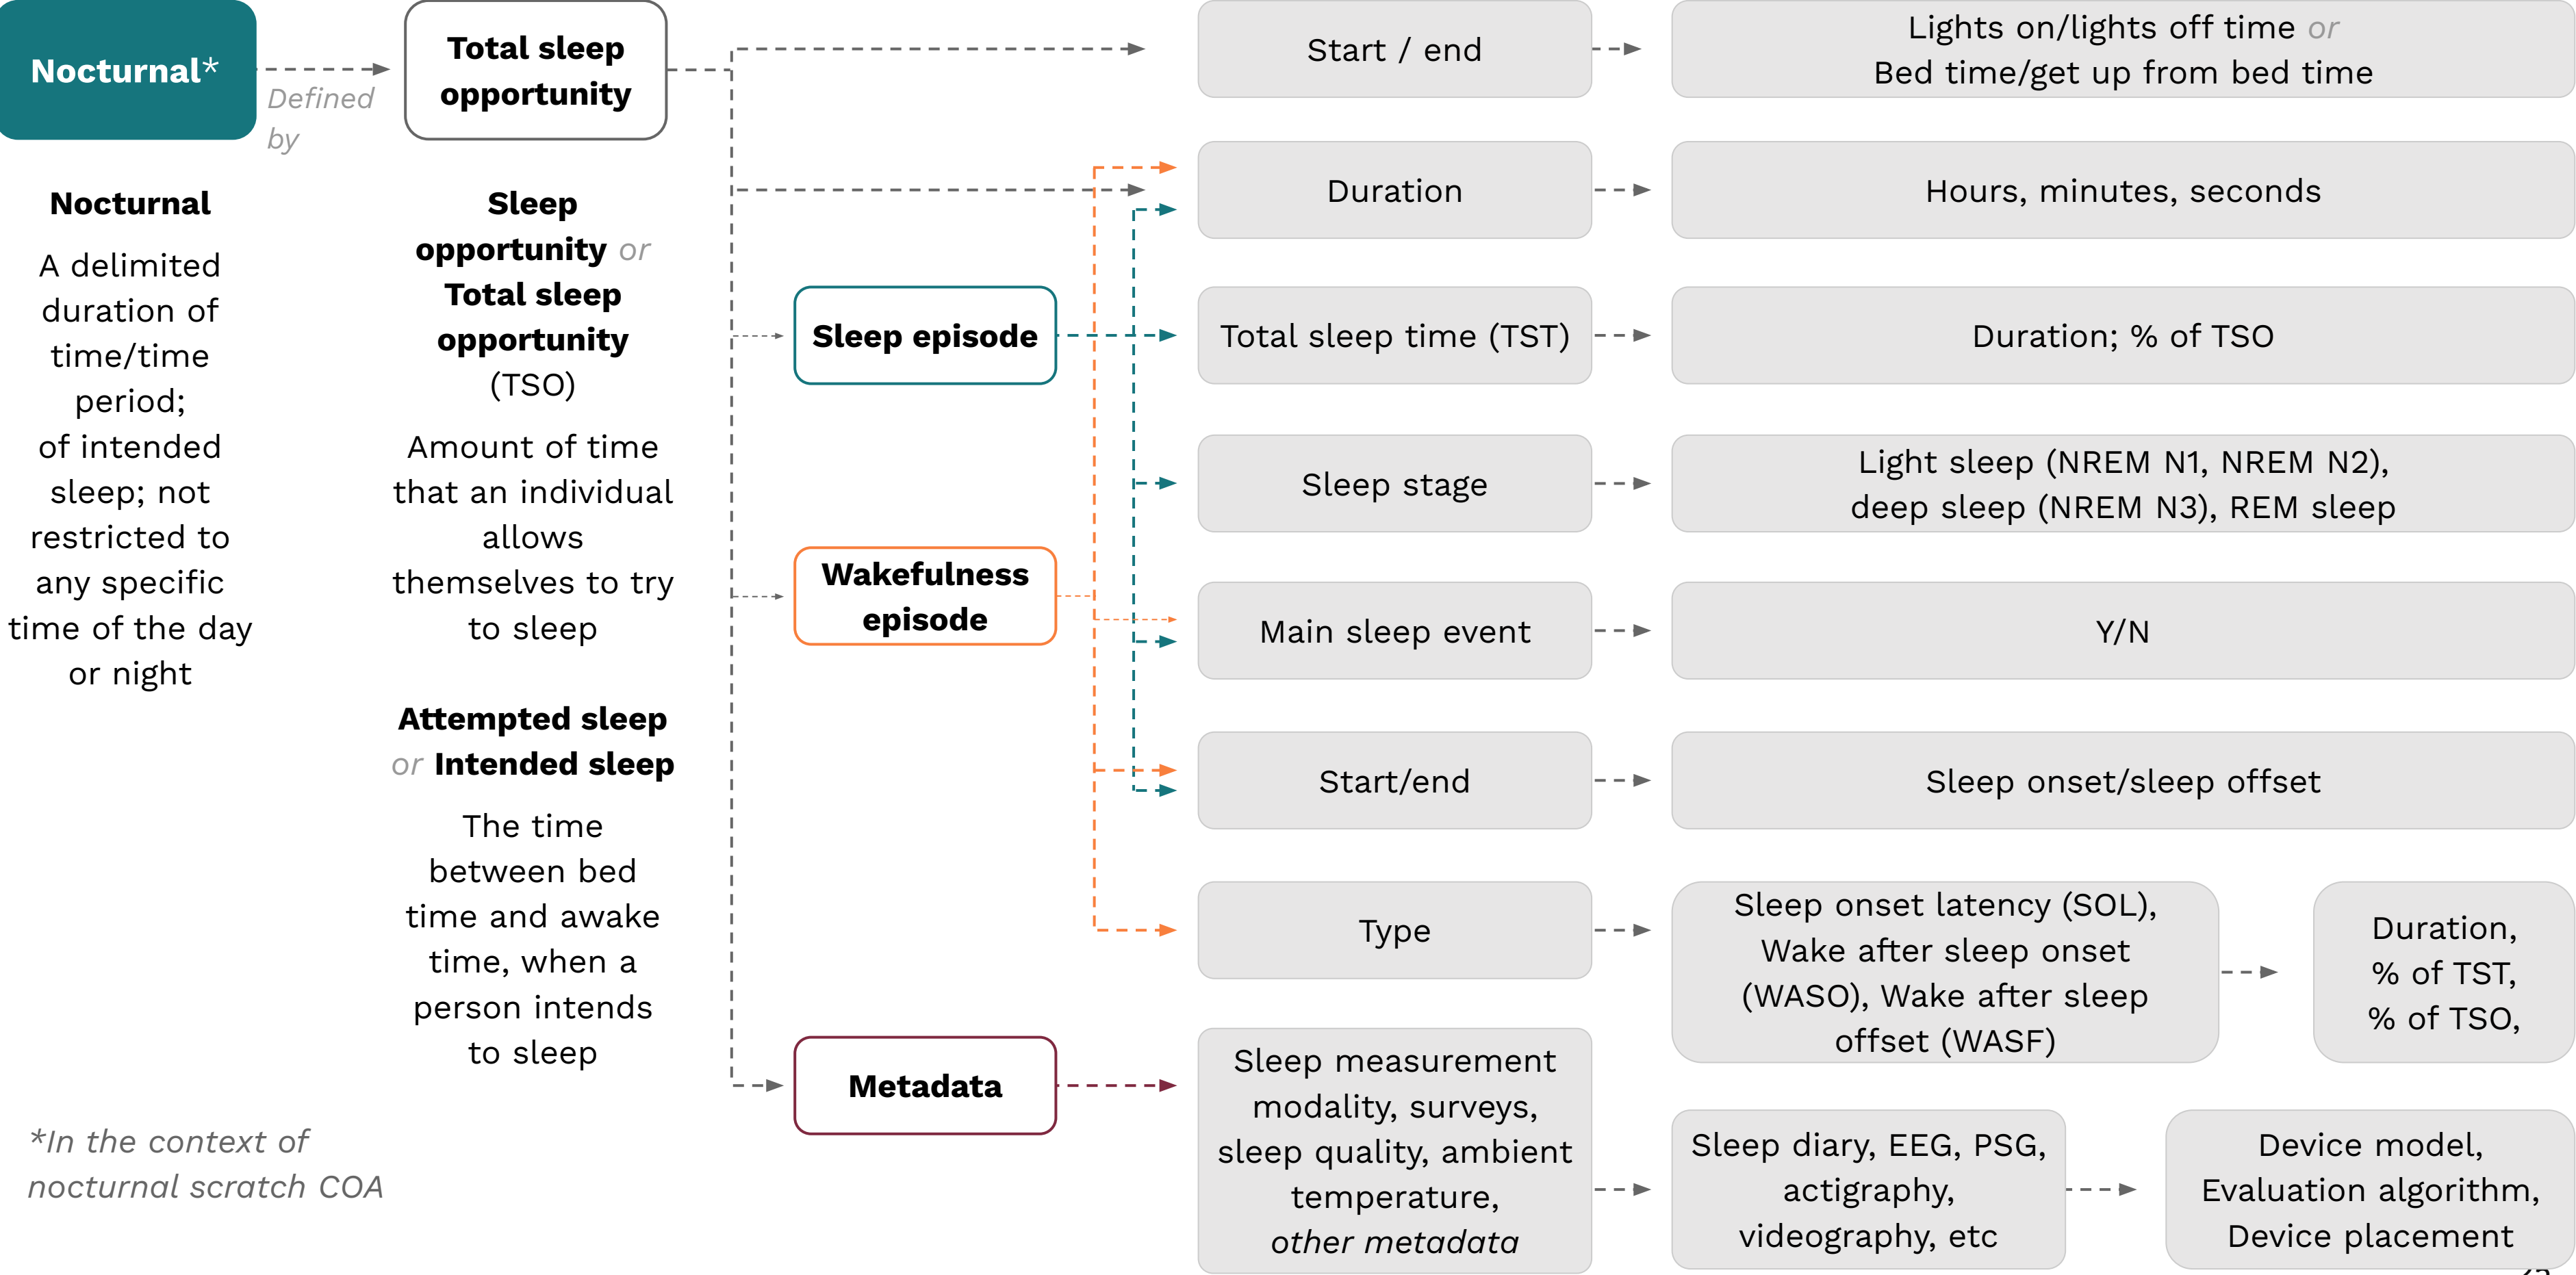 Nocturnal*
Defined
by
Total sleep
opportunity
Nocturnal
A delimited
duration of
time/time
period;
of intended
sleep; not
restricted to
any specific
time of the day
or night
*In the context of
nocturnal scratch COA
Sleep
opportunity or
Total sleep
opportunity
(TSO)
Amount of time
that an individual
allows
themselves to try
to sleep
Attempted sleep
or Intended sleep
The time
between bed
time and awake
time, when a
person intends
to sleep
Sleep episode
Wakefulness
episode
Metadata
Start / end
Lights on/lights off time or
Bed time/get up from bed time
Duration
Hours, minutes, seconds
Total sleep time (TST)
Duration; % of TSO
Sleep stage
Light sleep (NREM N1, NREM N2),
deep sleep (NREM N3), REM sleep
Main sleep event
Y/N
Start/end
Sleep onset/sleep offset
Type
Sleep onset latency (SOL),
Wake after sleep onset
(WASO), Wake after sleep
offset (WASF)
Duration,
% of TST,
% of TSO,
Sleep measurement
modality, surveys,
sleep quality, ambient
temperature,
other metadata
Sleep diary, EEG, PSG,
actigraphy,
videography, etc
Device model,
Evaluation algorithm,
Device placement